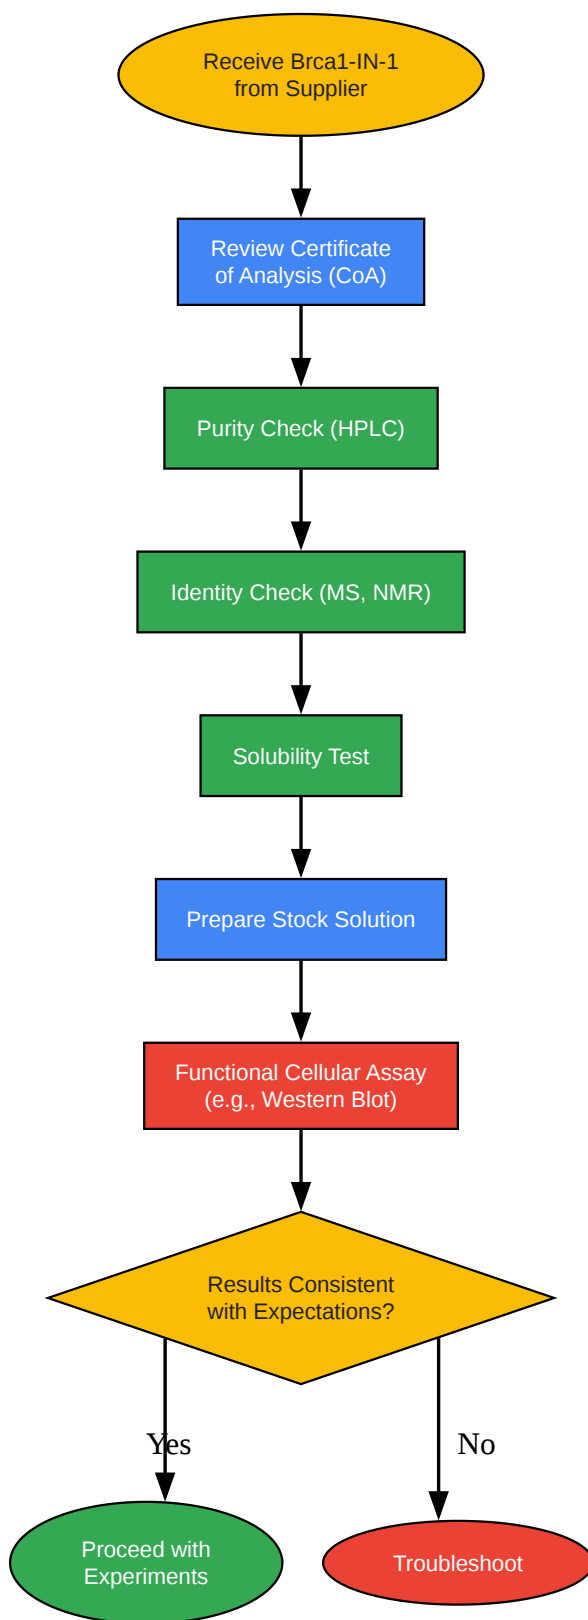 Receive Brca1-IN-1
from Supplier
Review Certificate
of Analysis (CoA)
Purity Check (HPLC)
Identity Check (MS, NMR)
Solubility Test
Prepare Stock Solution
Functional Cellular Assay
(e.g., Western Blot)
Results Consistent
with Expectations?
Yes
No
Proceed with
Experiments
Troubleshoot